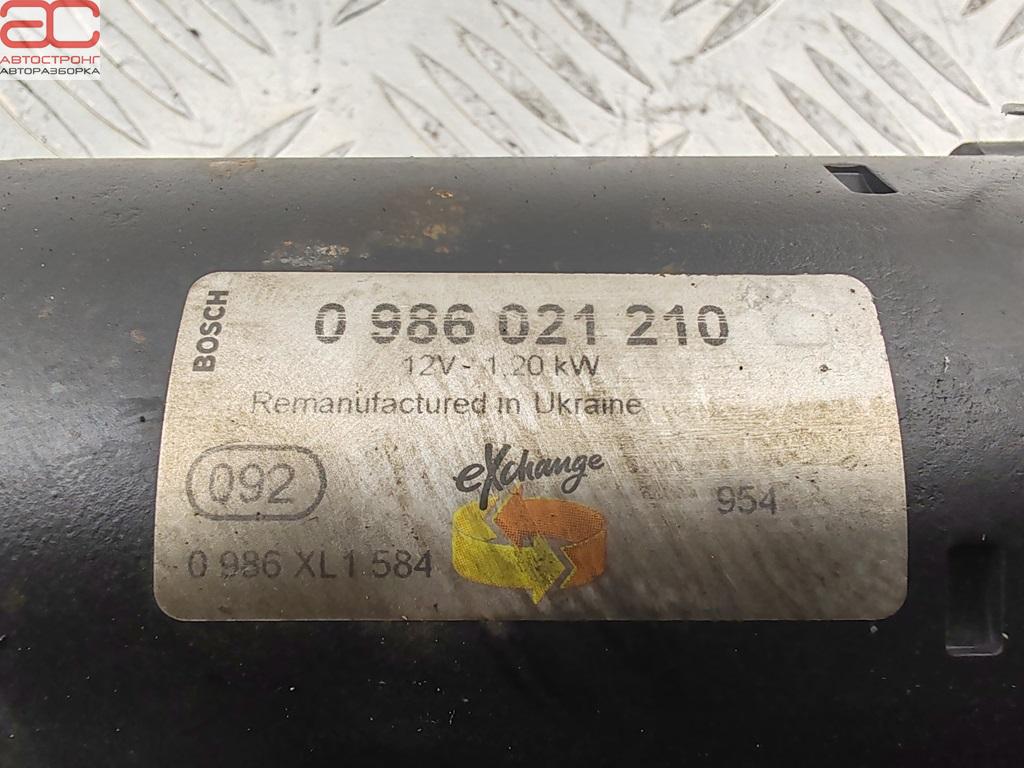 ac
АВТОСТРОНГ
АВТОРАЗБОРКА
BOSCH
0 986 021 210
12V - 1,20 kW
Remanufactured in Ukraine
eXchange
092
954
0 986 XL1 584